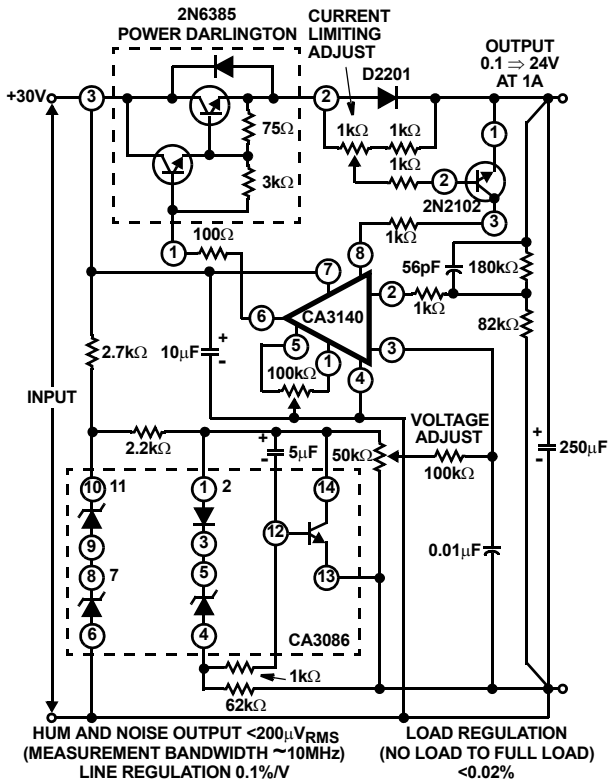 2N6385
POWER DARLINGTON
CURRENT
LIMITING
ADJUST
OUTPUT
0.1 ⇒ 24V
AT 1A
D2201
+30V
3
2
1
75Ω
3kΩ
1kΩ
1kΩ
1kΩ
2
2N2102
3
1
100Ω
1kΩ
8
7
56pF
180kΩ
6
CA3140
2
1kΩ
82kΩ
5
1
3
4
2.7kΩ
10µF
+
-
100kΩ
INPUT
VOLTAGE
ADJUST
2.2kΩ
+
-
5µF
50kΩ
100kΩ
+
-
250µF
10
11
1
2
14
12
9
3
0.01µF
8
7
5
13
6
4
CA3086
1kΩ
62kΩ
HUM AND NOISE OUTPUT <200µVRMS
(MEASUREMENT BANDWIDTH ~10MHz)
LINE REGULATION 0.1%/V
LOAD REGULATION
(NO LOAD TO FULL LOAD)
<0.02%